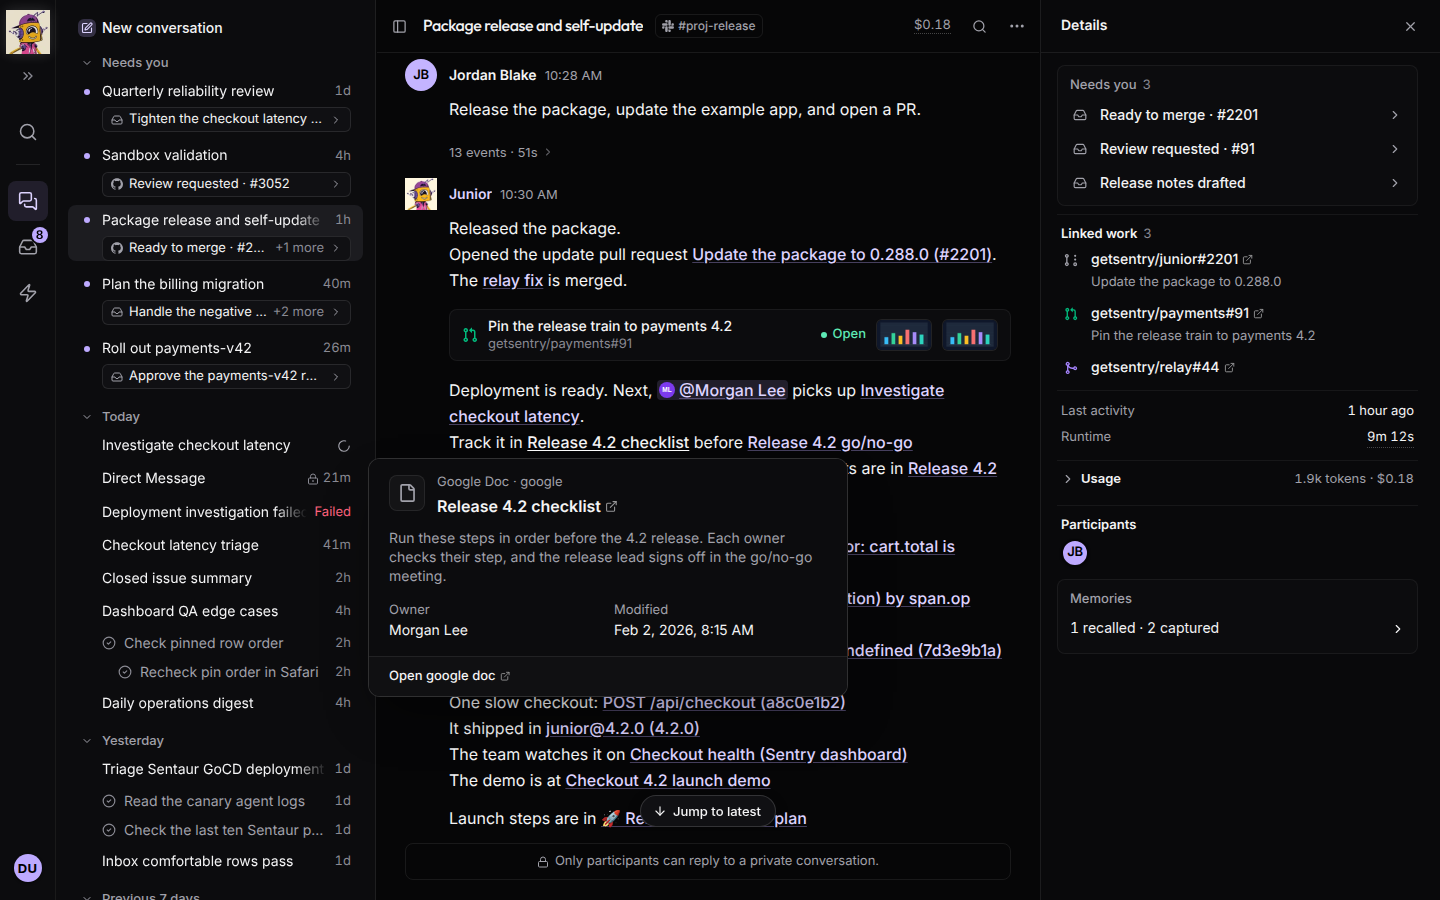 New conversation
Needs you
Quarterly reliability review 1d
Tighten the checkout latency ...
Sandbox validation 4h
Review requested · #3052
Package release and self-update 1h
Ready to merge · #2... +1 more
Plan the billing migration 40m
Handle the negative ... +2 more
Roll out payments-v42 26m
Approve the payments-v42 r...
Today
Investigate checkout latency
Direct Message 21m
Deployment investigation failed Failed
Checkout latency triage 41m
Closed issue summary 2h
Dashboard QA edge cases 4h
Check pinned row order 2h
Recheck pin order in Safari 2h
Daily operations digest 4h
Yesterday
Triage Sentaur GoCD deployment 1d
Read the canary agent logs 1d
Check the last ten Sentaur p... 1d
Inbox comfortable rows pass 1d
Previous 7 days
8
DU
Package release and self-update #proj-release $0.18
JB Jordan Blake 10:28 AM
Release the package, update the example app, and open a PR.
13 events · 51s
Junior 10:30 AM
Released the package.
Opened the update pull request Update the package to 0.288.0 (#2201).
The relay fix is merged.
Pin the release train to payments 4.2
getsentry/payments#91
Open
Deployment is ready. Next, ML @Morgan Lee picks up Investigate
checkout latency.
Track it in Release 4.2 checklist before Release 4.2 go/no-go
s are in Release 4.2
Google Doc · google
Release 4.2 checklist
Run these steps in order before the 4.2 release. Each owner
checks their step, and the release lead signs off in the go/no-go
meeting.
Owner Modified
Morgan Lee Feb 2, 2026, 8:15 AM
Open google doc
or: cart.total is
tion) by span.op
ndefined (7d3e9b1a)
One slow checkout: POST /api/checkout (a8c0e1b2)
It shipped in junior@4.2.0 (4.2.0)
The team watches it on Checkout health (Sentry dashboard)
The demo is at Checkout 4.2 launch demo
Launch steps are in 🚀 Re plan
Jump to latest
Only participants can reply to a private conversation.
Details
Needs you 3
Ready to merge · #2201
Review requested · #91
Release notes drafted
Linked work 3
getsentry/junior#2201
Update the package to 0.288.0
getsentry/payments#91
Pin the release train to payments 4.2
getsentry/relay#44
Last activity 1 hour ago
Runtime 9m 12s
Usage 1.9k tokens · $0.18
Participants
JB
Memories
1 recalled · 2 captured